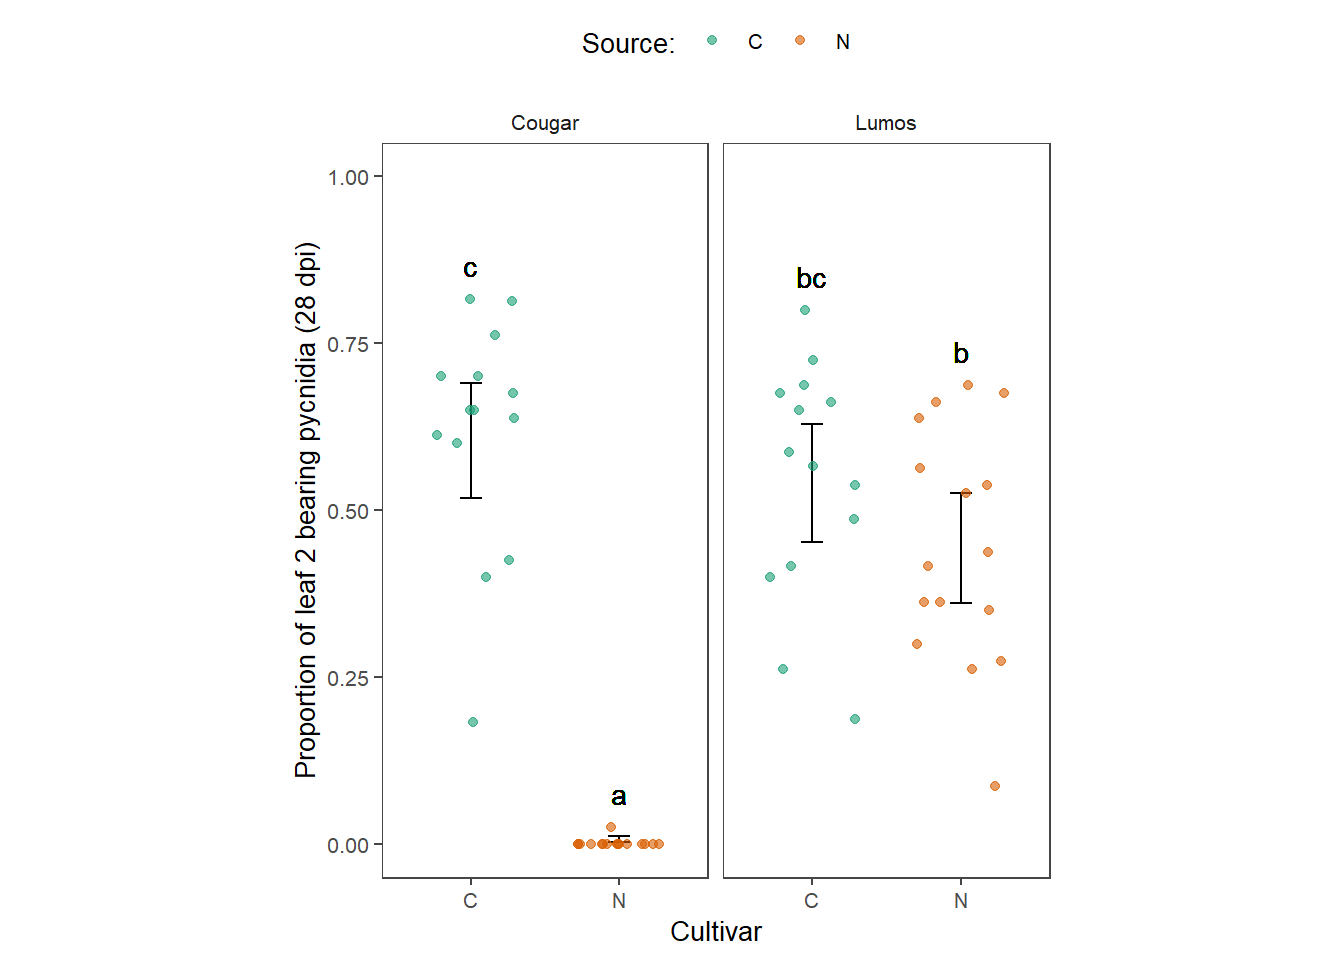 Source: C N
Cougar Lumos
Proportion of leaf 2 bearing pycnidia (28 dpi)
1.00
0.75
0.50
0.25
0.00
c
a
bc
b
C N C N
Cultivar